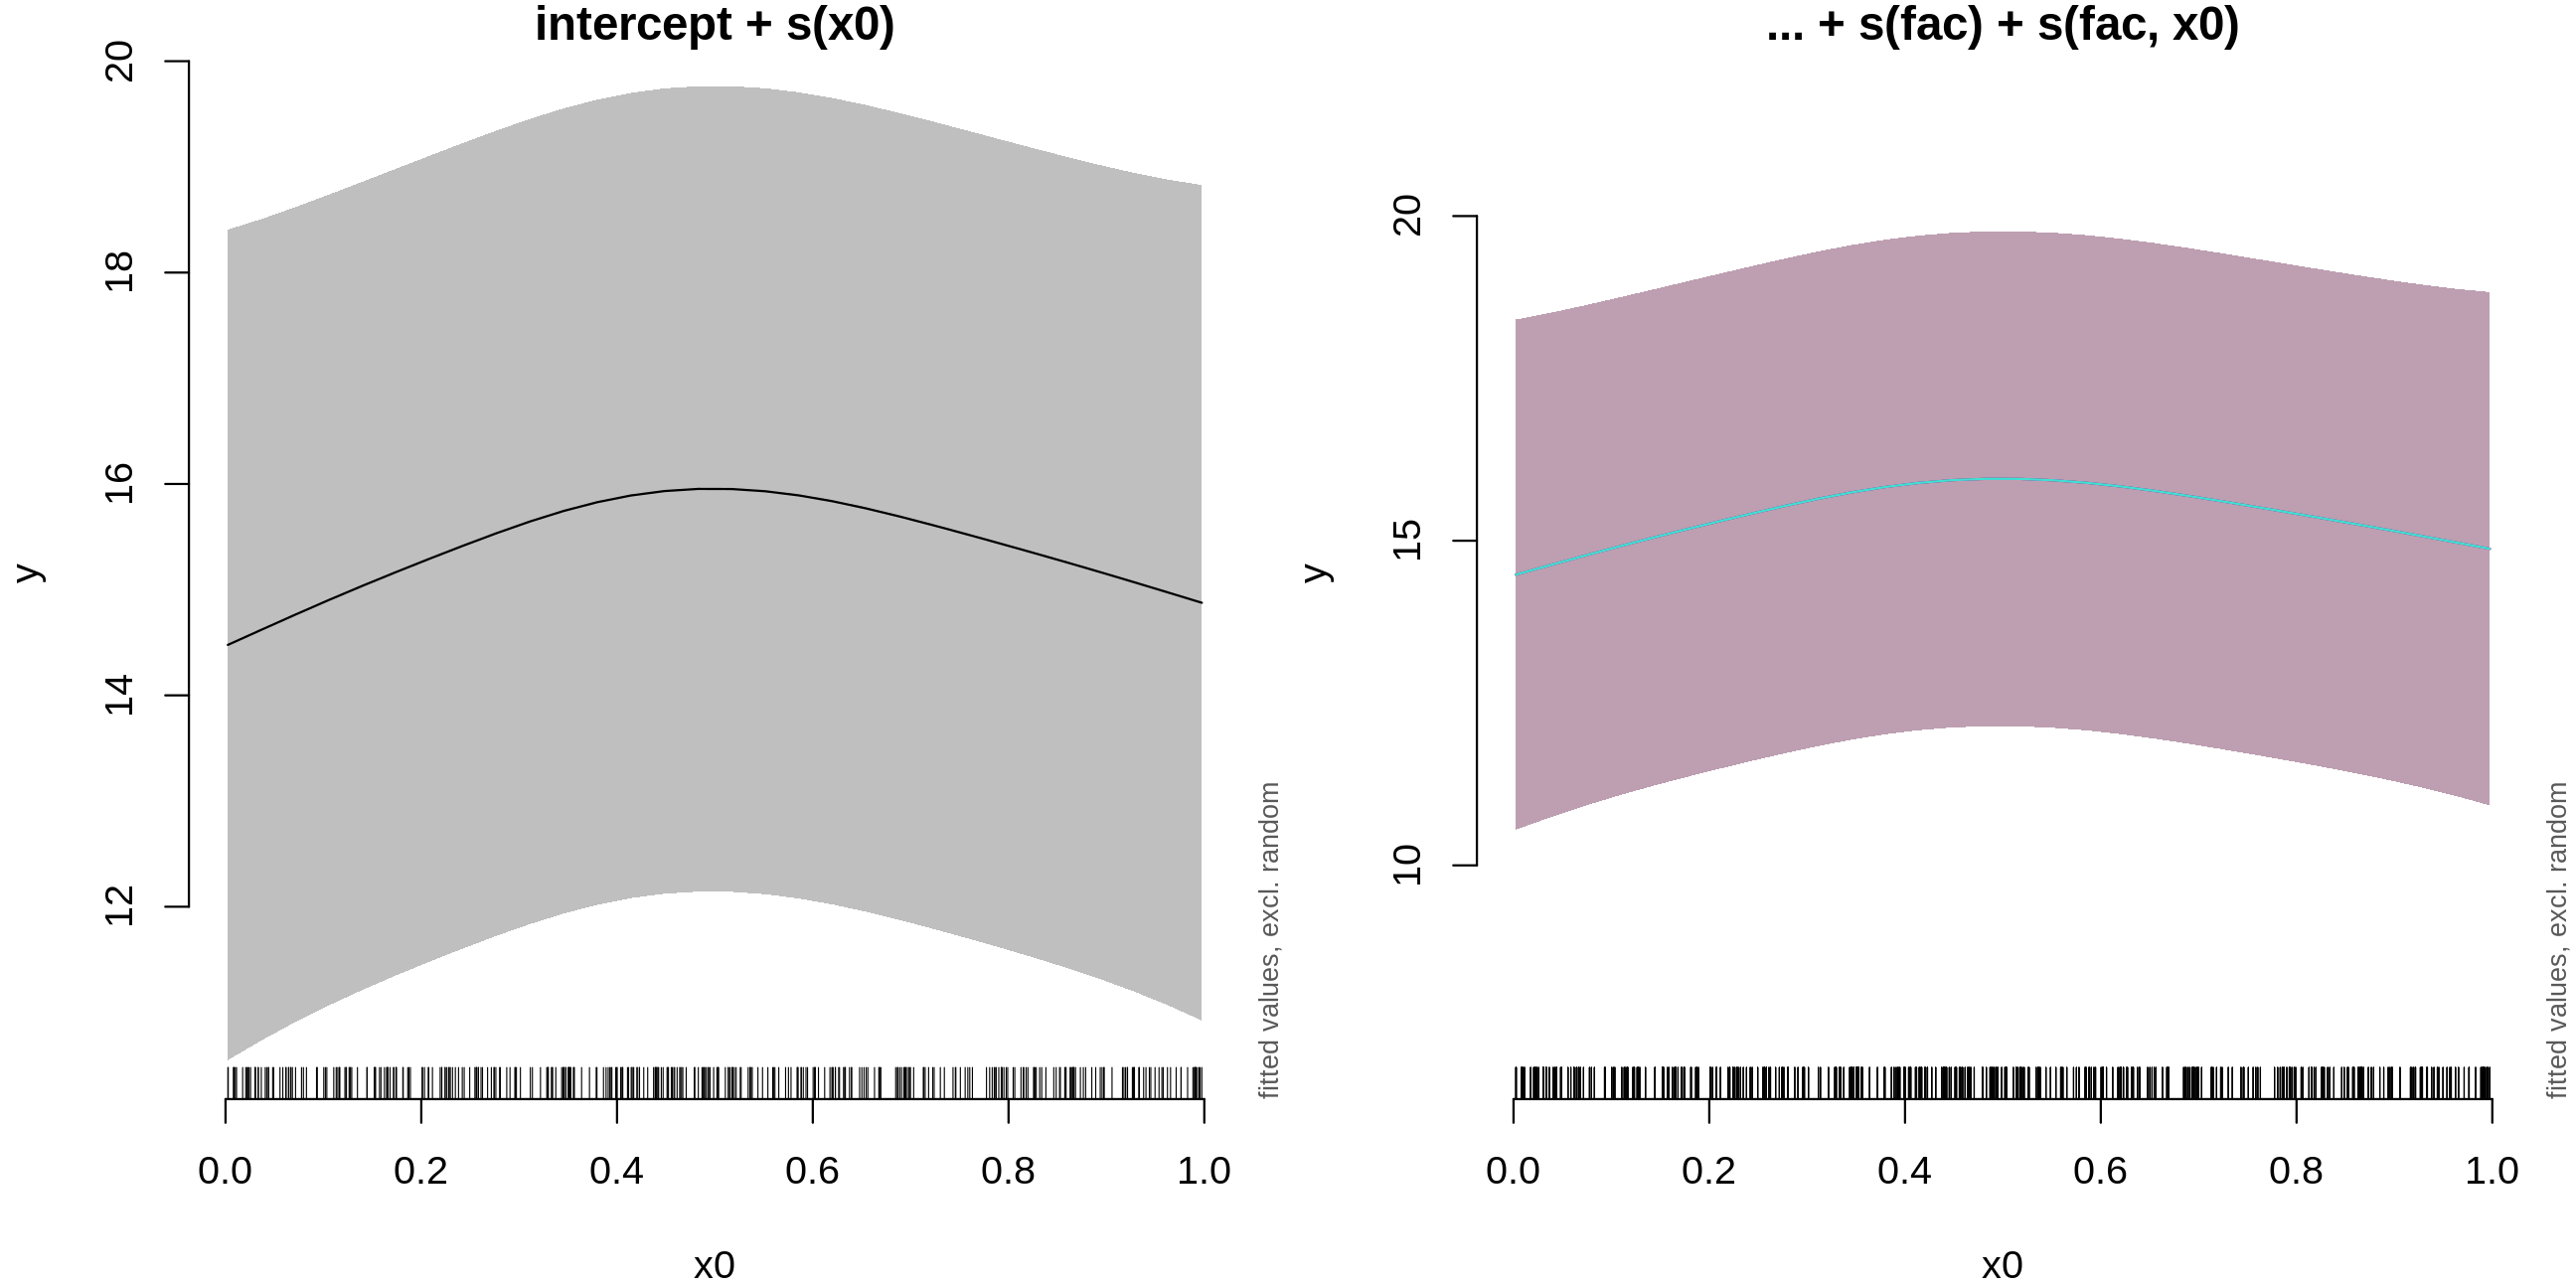 intercept + s(x0)
20
18
16
14
12
y
0.0 0.2 0.4 0.6 0.8 1.0
x0
fitted values, excl. random
... + s(fac) + s(fac, x0)
20
15
10
y
0.0 0.2 0.4 0.6 0.8 1.0
x0
fitted values, excl. random